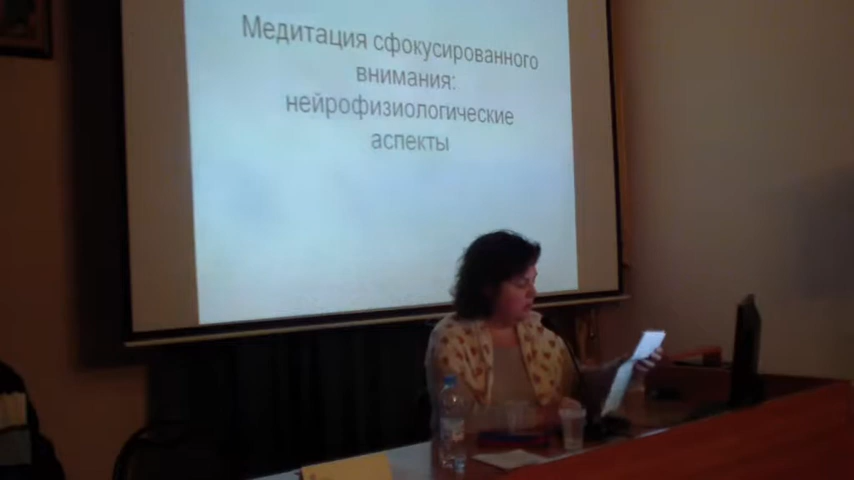 Медитация сфокусированного
внимания:
нейрофизиологические
аспекты